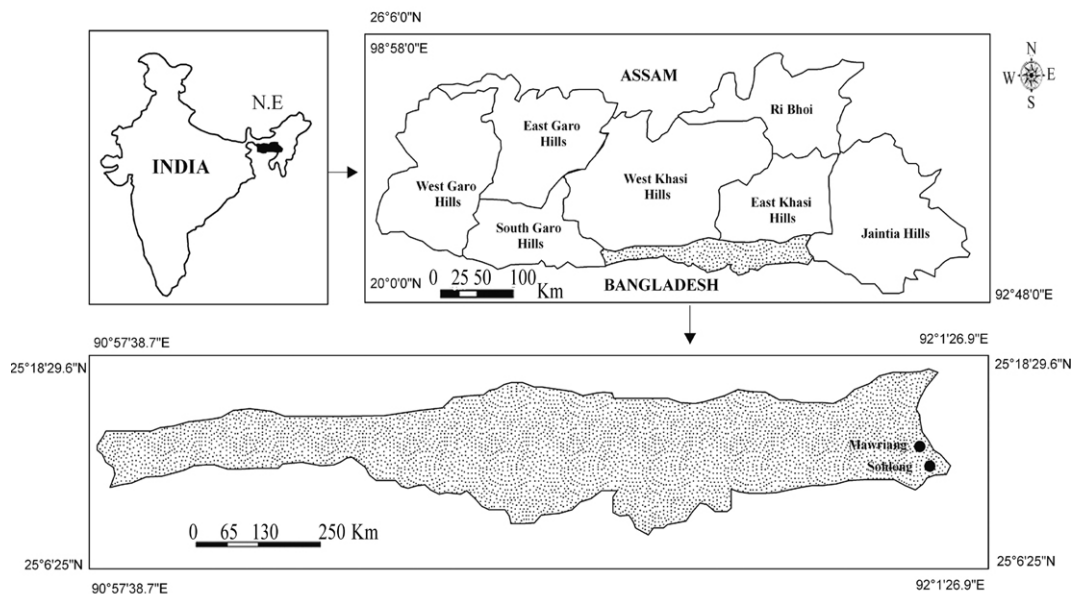 26°6'0"N
98°58'0"E
N
W E
S
N.E
INDIA
ASSAM
Ri Bhoi
East Garo
Hills
West Garo
Hills
West Khasi
Hills
East Khasi
Hills
South Garo
Hills
Jaintia Hills
0 25 50 100
Km
BANGLADESH
20°0'0"N
92°48'0"E
90°57'38.7"E
92°1'26.9"E
25°18'29.6"N
25°18'29.6"N
Mawriang
Sohlong
0 65 130 250 Km
25°6'25"N
25°6'25"N
90°57'38.7"E
92°1'26.9"E